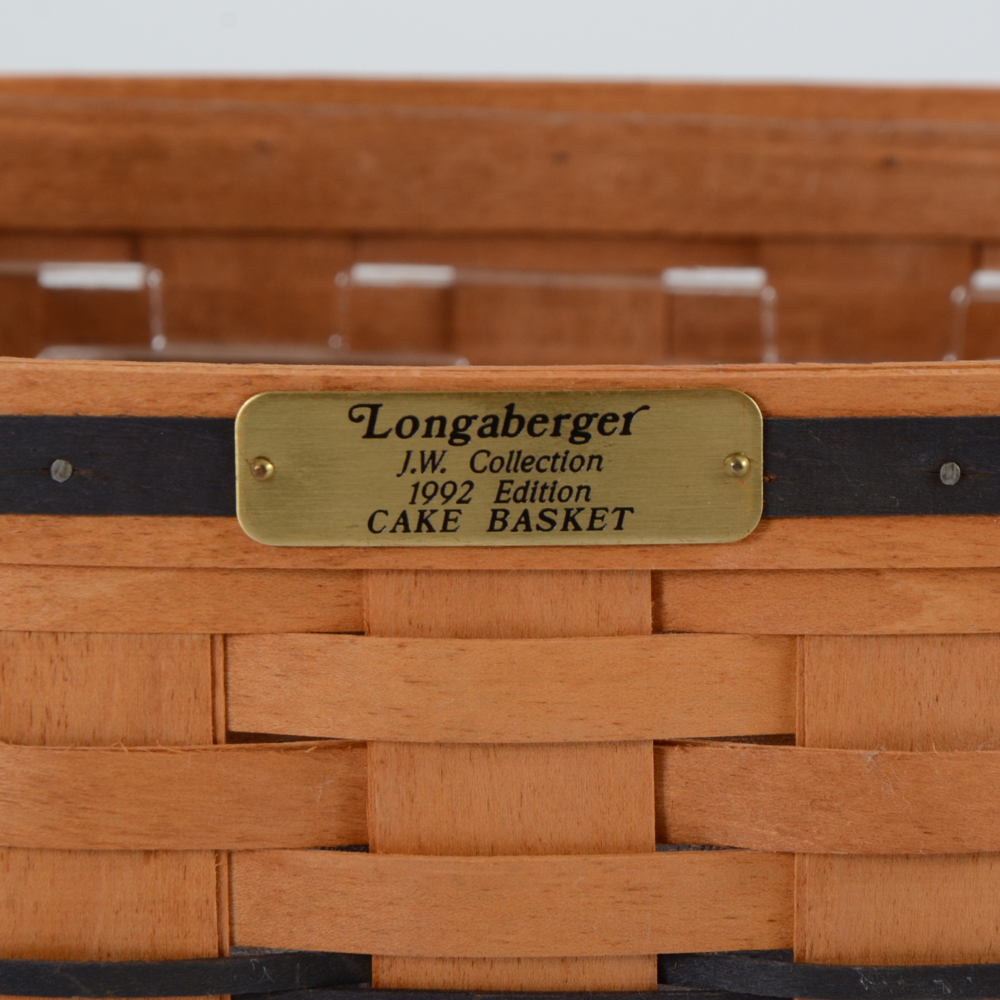 Longaberger
J.W. Collection
1992 Edition
CAKE BASKET